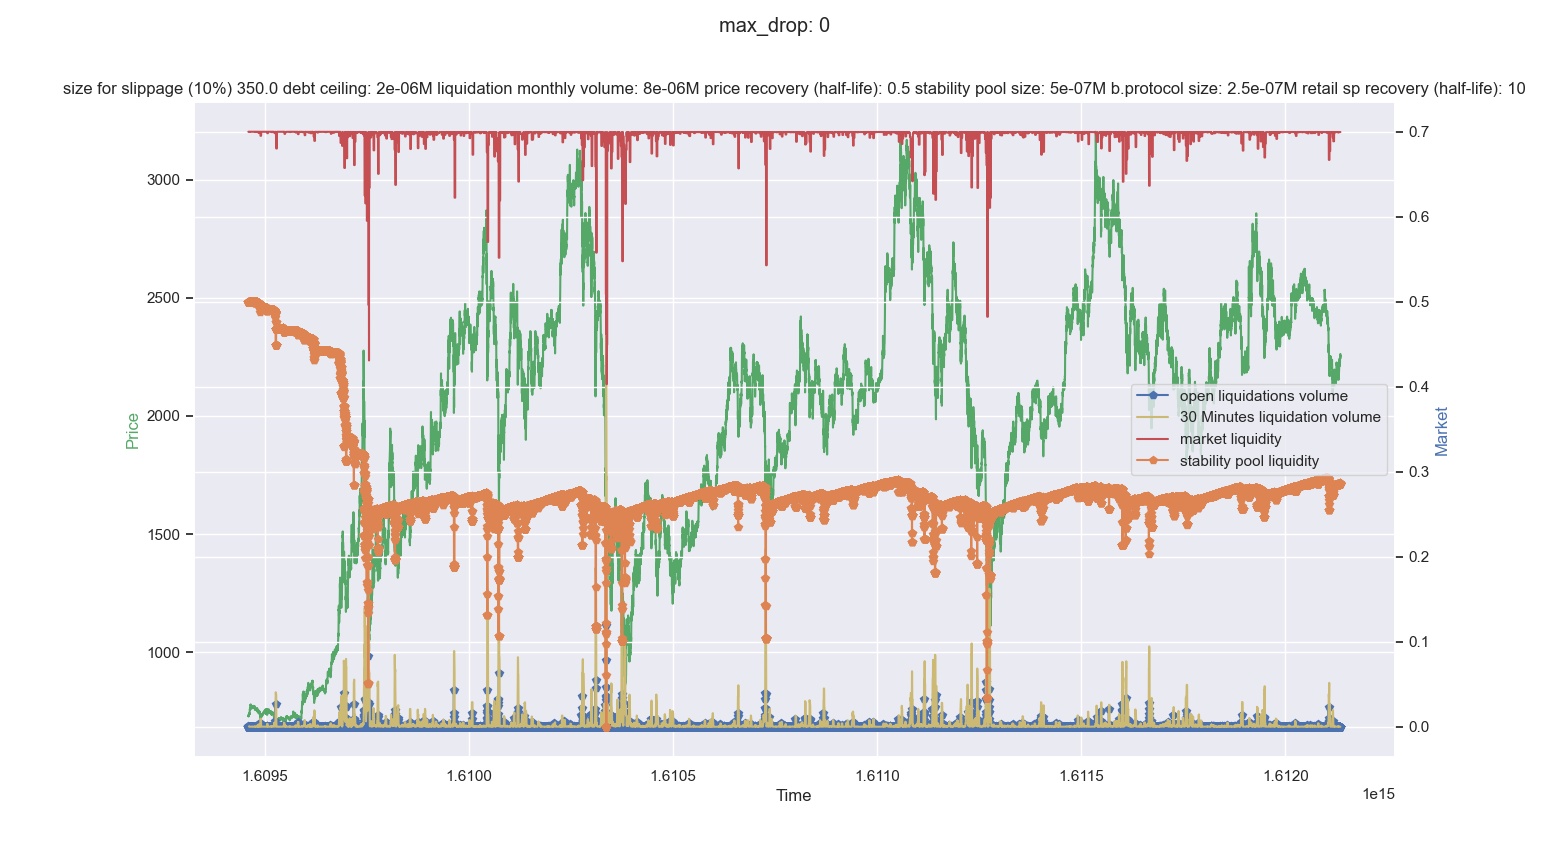 max_drop: 0
size for slippage (10%) 350.0 debt ceiling: 2e-06M liquidation monthly volume: 8e-06M price recovery (half-life): 0.5 stability pool size: 5e-07M b.protocol size: 2.5e-07M retail sp recovery (half-life): 10
3000
2500
2000
1500
1000
Price
0.7
0.6
0.5
0.4
0.3
0.2
0.1
0.0
Market
open liquidations volume
30 Minutes liquidation volume
market liquidity
stability pool liquidity
1.6095 1.6100 1.6105 1.6110 1.6115 1.6120
Time
1e15